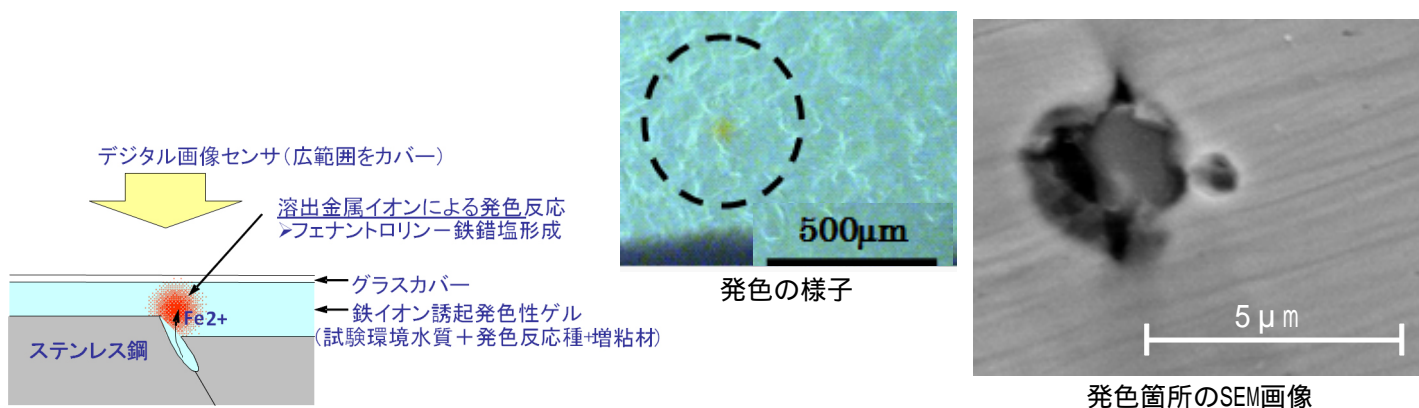 デジタル画像センサ(広範囲をカバー)
溶出金属イオンによる発色反応
➢フェナントロリンー鉄錯塩形成
グラスカバー
Fe2+
鉄イオン誘起発色性ゲル
(試験環境水質＋発色反応種+増粘材)
ステンレス鋼
500μm
発色の様子
5μm
発色箇所のSEM画像